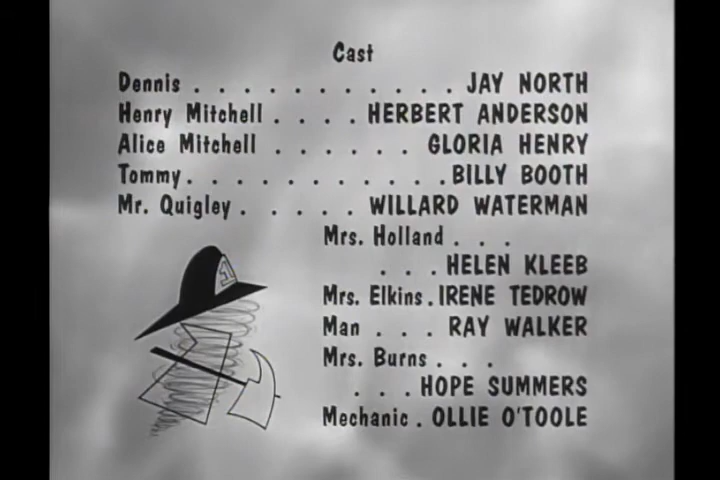 Cast
Dennis . . . . . . . . . . . JAY NORTH
Henry Mitchell . . . . HERBERT ANDERSON
Alice Mitchell . . . . . . GLORIA HENRY
Tommy. . . . . . . . . . . .BILLY BOOTH
Mr. Quigley . . . . . WILLARD WATERMAN
Mrs. Holland . . .
. . . HELEN KLEEB
Mrs. Elkins . IRENE TEDROW
Man . . . RAY WALKER
Mrs. Burns . . .
. . . HOPE SUMMERS
Mechanic . OLLIE O'TOOLE
1